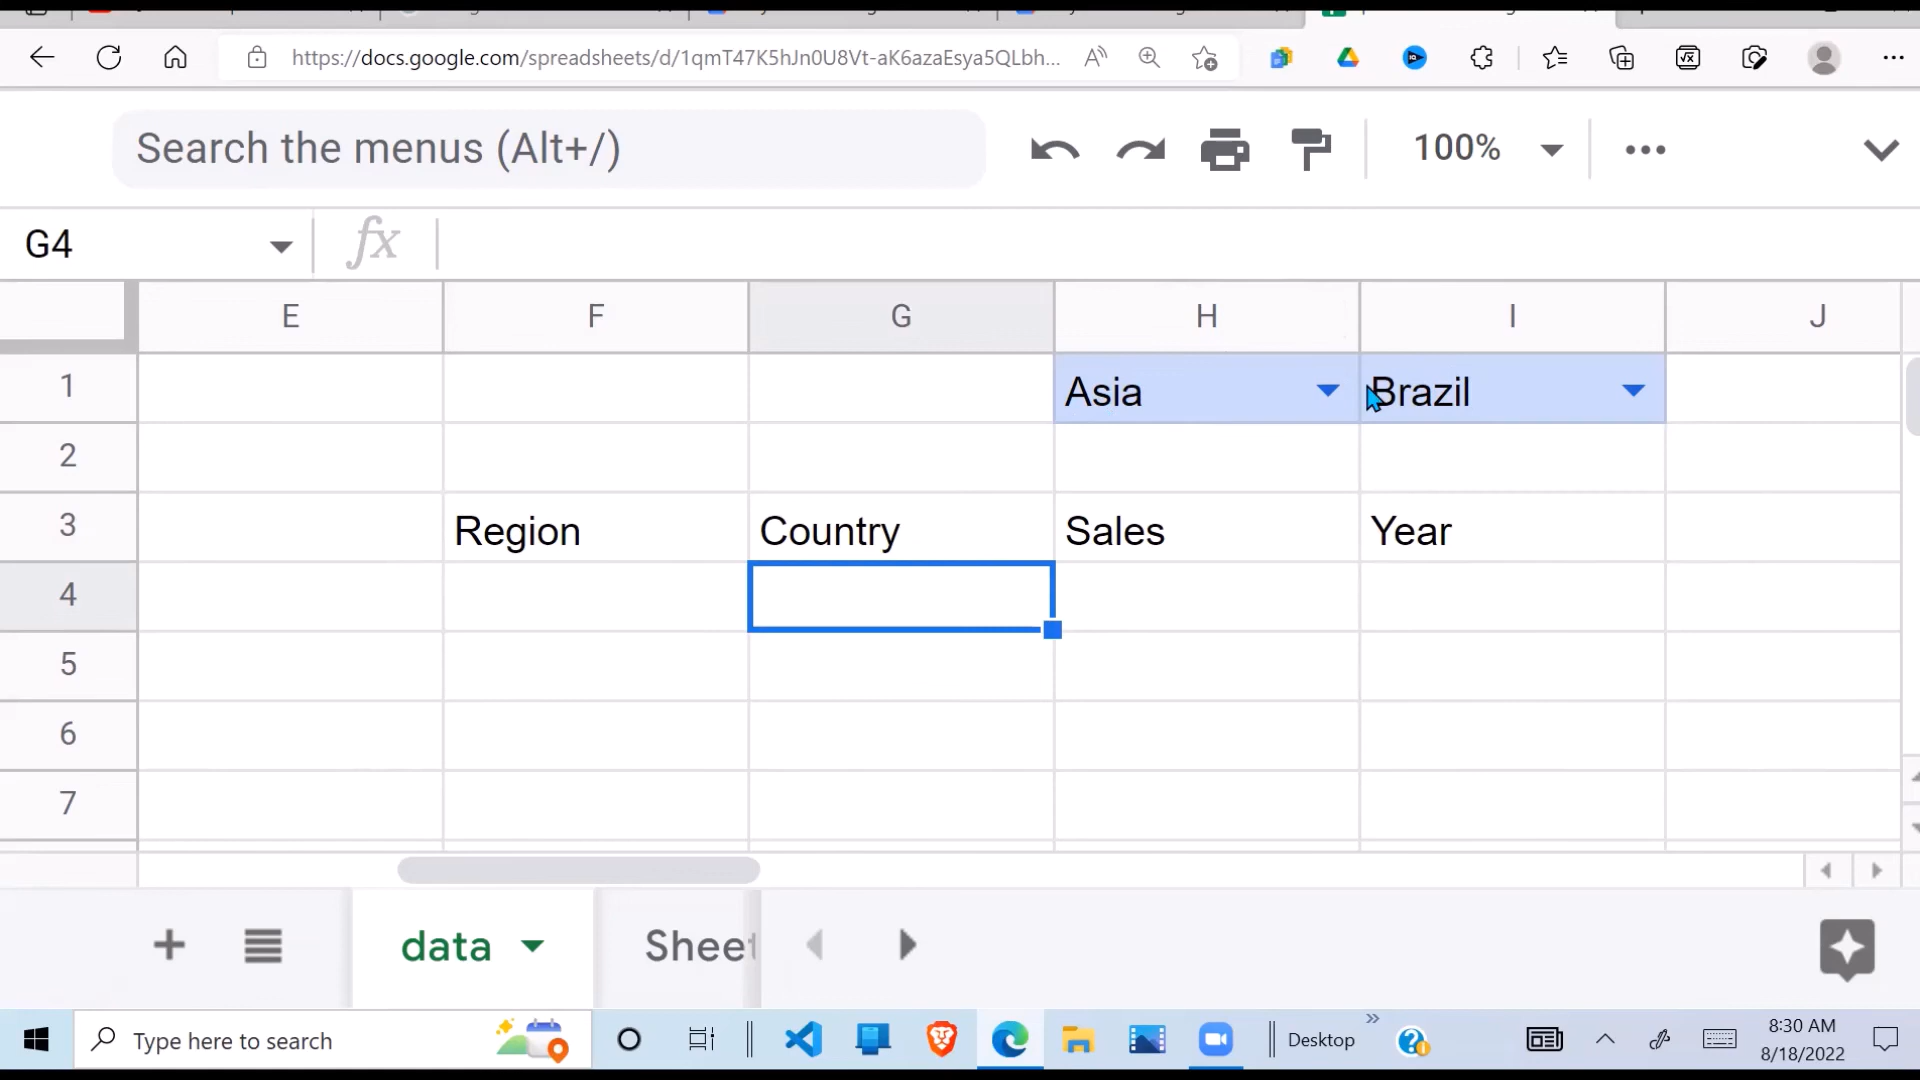 https://docs.google.com/spreadsheets/d/1qmT47K5hJn0U8Vt-aK6azaEsya5QLbh...
Search the menus (Alt+/)
100%
G4
fx
E F G H I J
1 Asia Brazil
2
3 Region Country Sales Year
4
5
6
7
data Sheet
Type here to search
Desktop
8:30 AM
8/18/2022